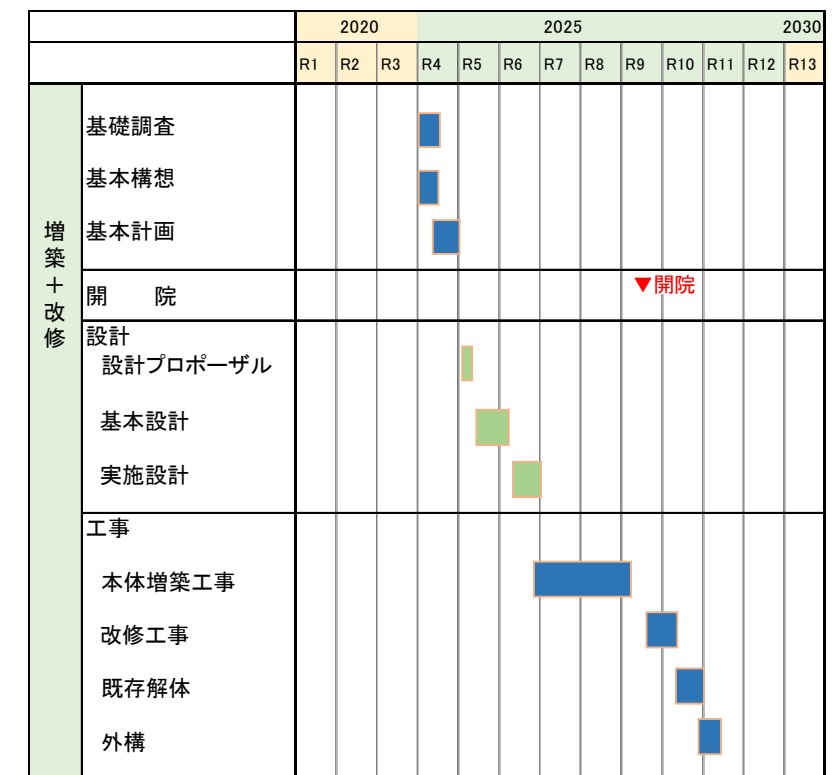 2020 2025 2030
R1 R2 R3 R4 R5 R6 R7 R8 R9 R10 R11 R12 R13
増築＋改修
基礎調査
基本構想
基本計画
開　院
▼開院
設計
設計プロポーザル
基本設計
実施設計
工事
本体増築工事
改修工事
既存解体
外構